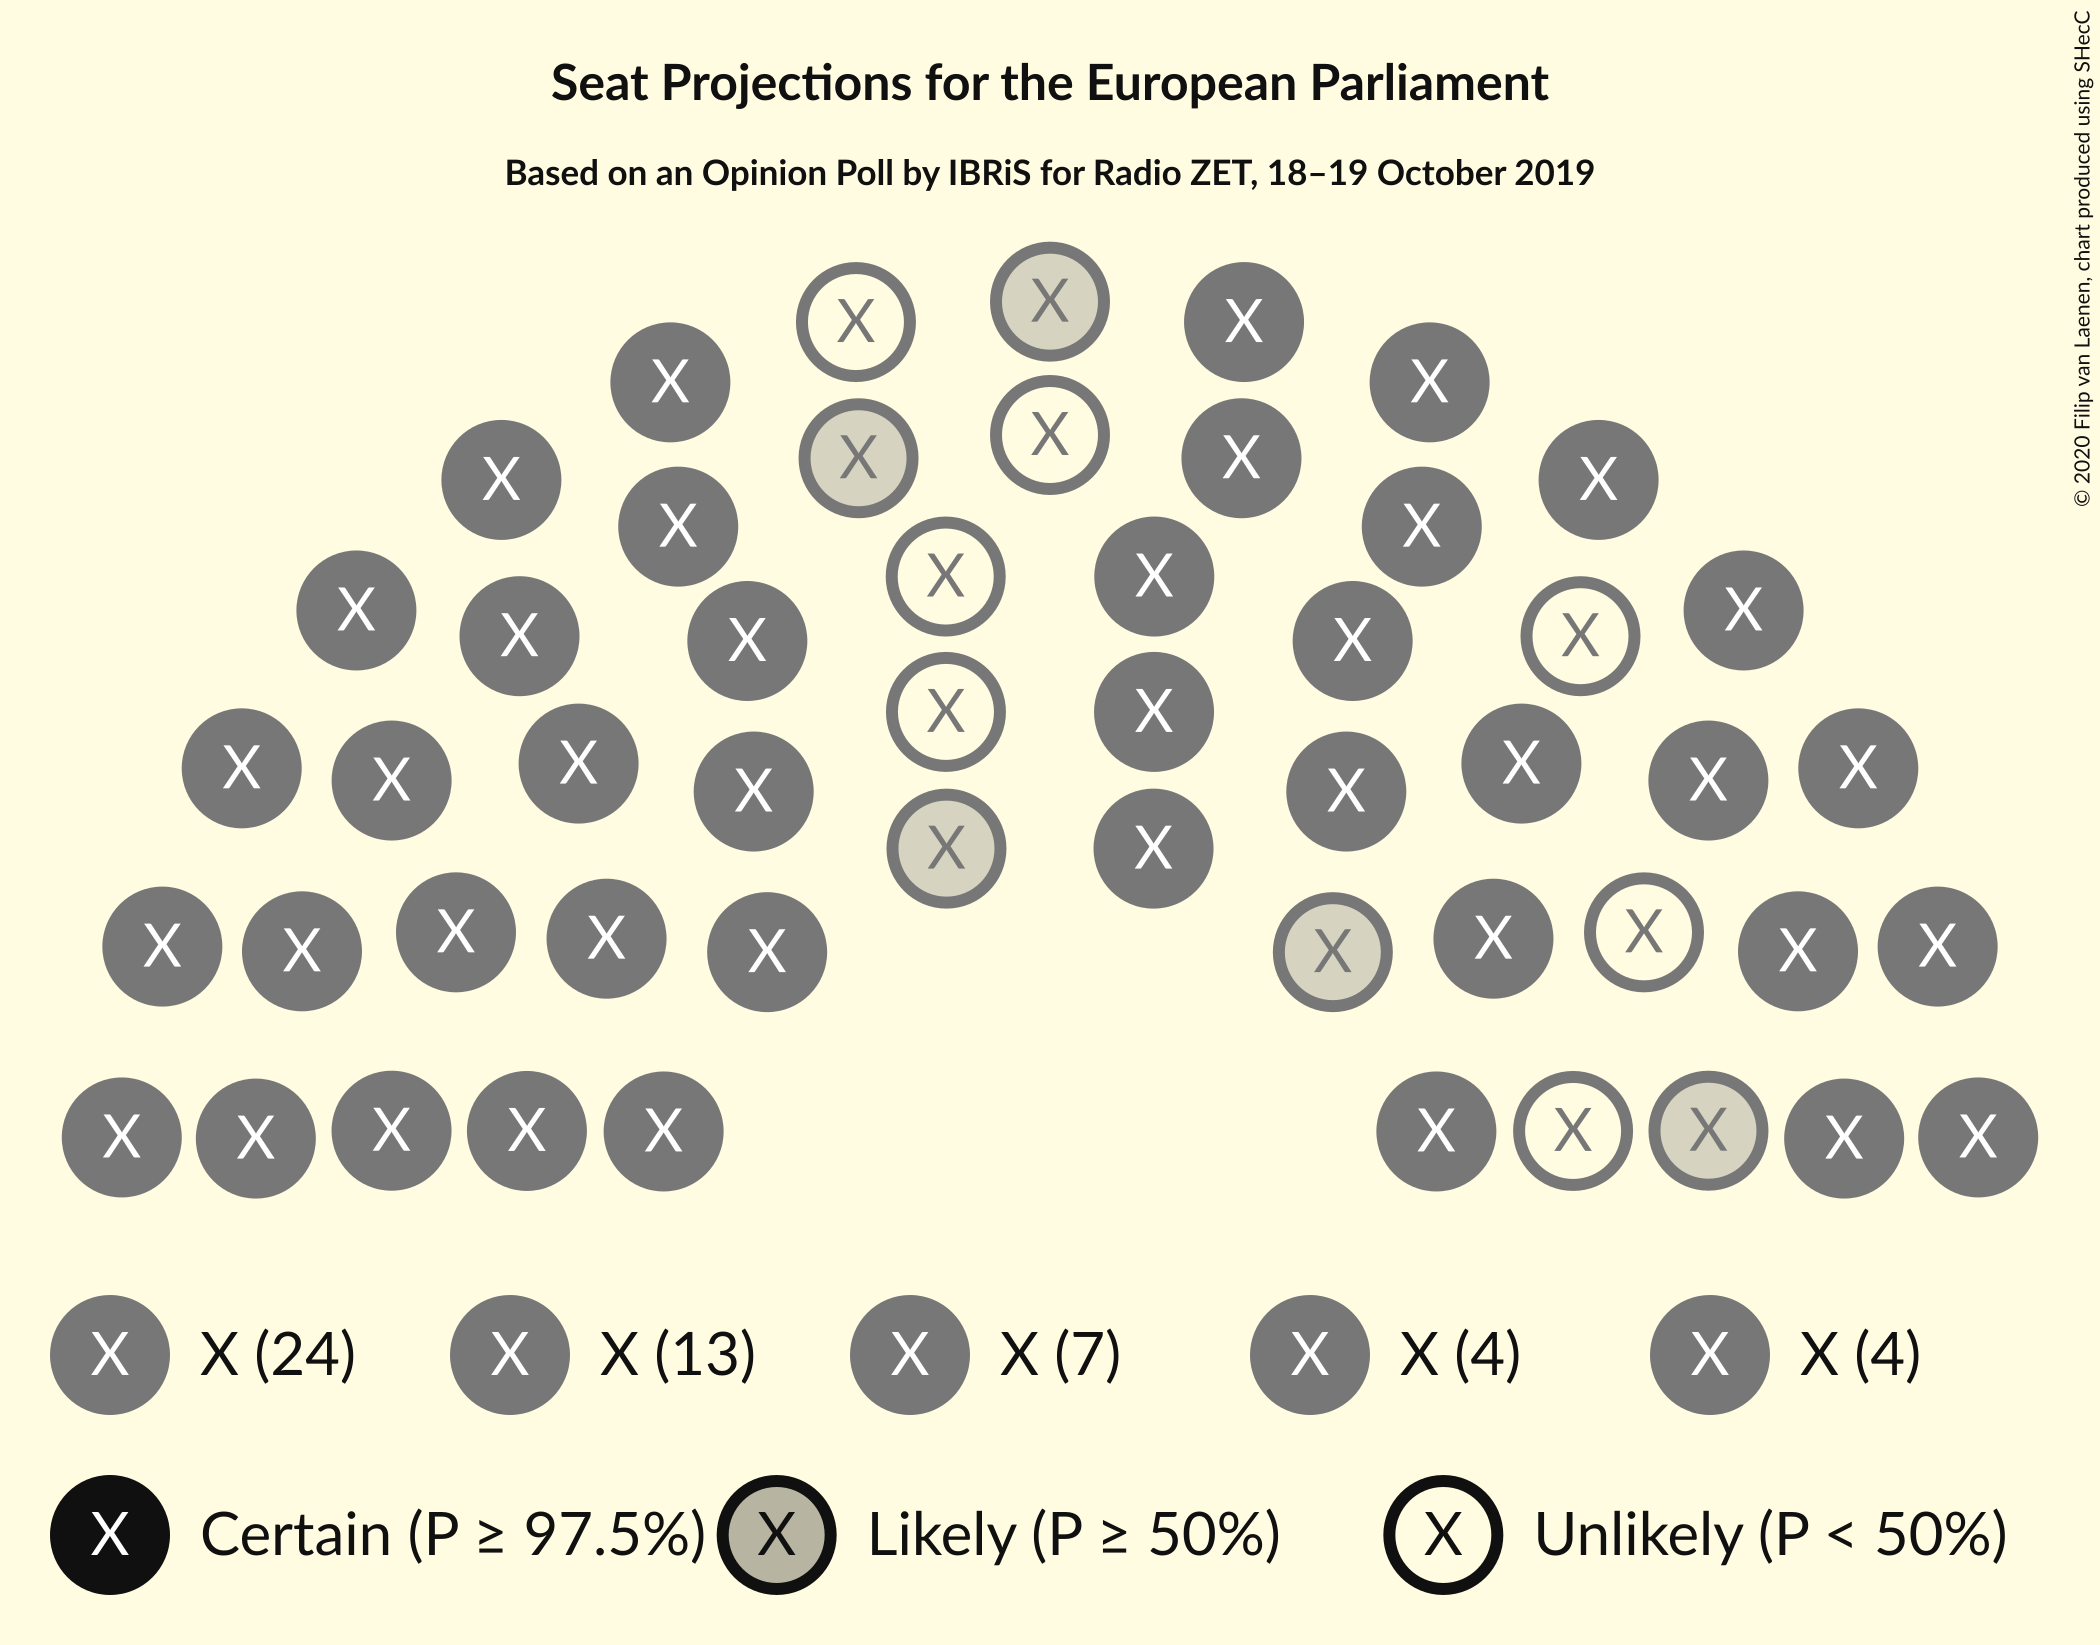 Seat Projections for the European Parliament
Based on an Opinion Poll by IBRiS for Radio ZET, 18–19 October 2019
© 2020 Filip van Laenen, chart produced using SHecC
X X X
X X
X X X
X X
X X
X X
X X X X X X
X X
X X X X X X X X
X X
X X X X X X X X X X
X X X X X X X X X X
X X (24) X X (13) X X (7) X X (4) X X (4)
X Certain (P ≥ 97.5%) X Likely (P ≥ 50%) X Unlikely (P < 50%)